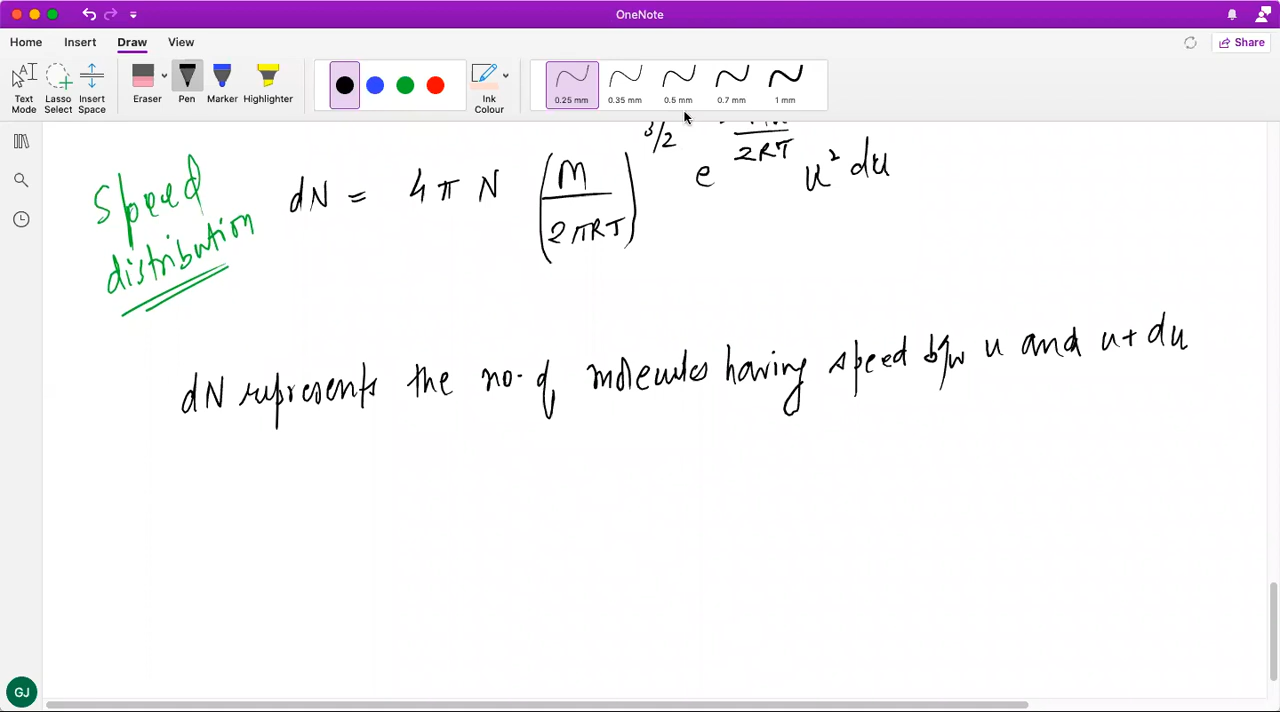 OneNote
Home Insert Draw View Share
Text Mode Lasso Select Insert Space Eraser Pen Marker Highlighter Ink Colour 0.25 mm 0.35 mm 0.5 mm 0.7 mm 1 mm
Speed distribution
dN = 4π N (M / 2πRT)^3/2 e^ / 2RT u² du
dN represents the no. of molecules having speed b/w u and u + du
GJ